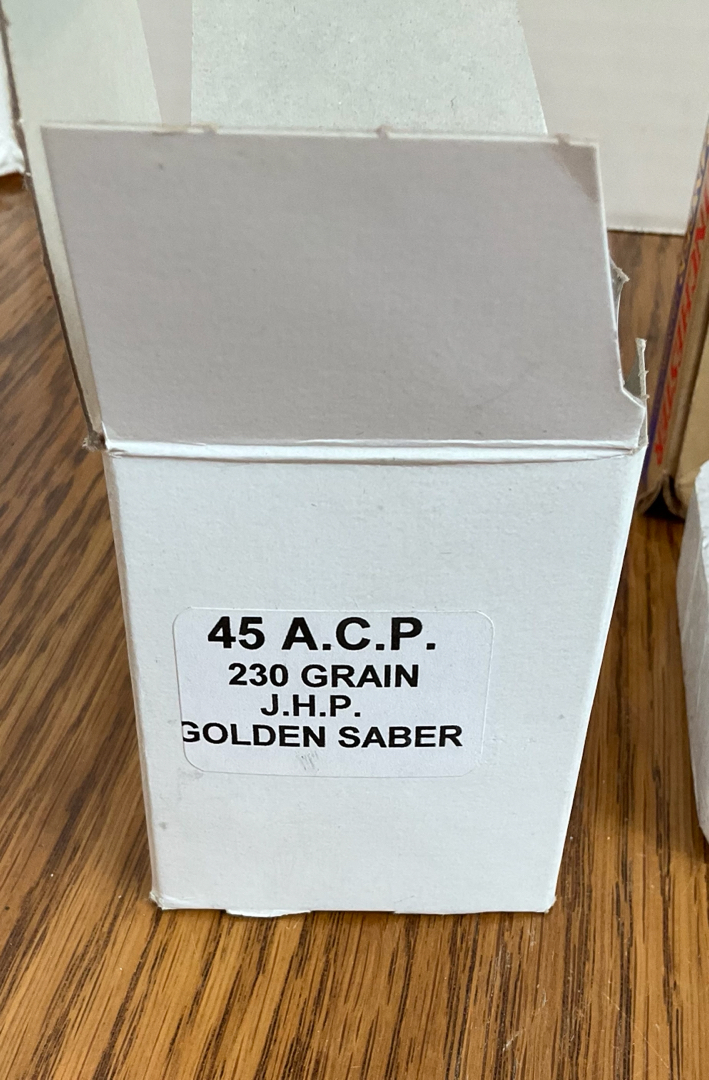 45 A.C.P.
230 GRAIN
J.H.P.
GOLDEN SABER